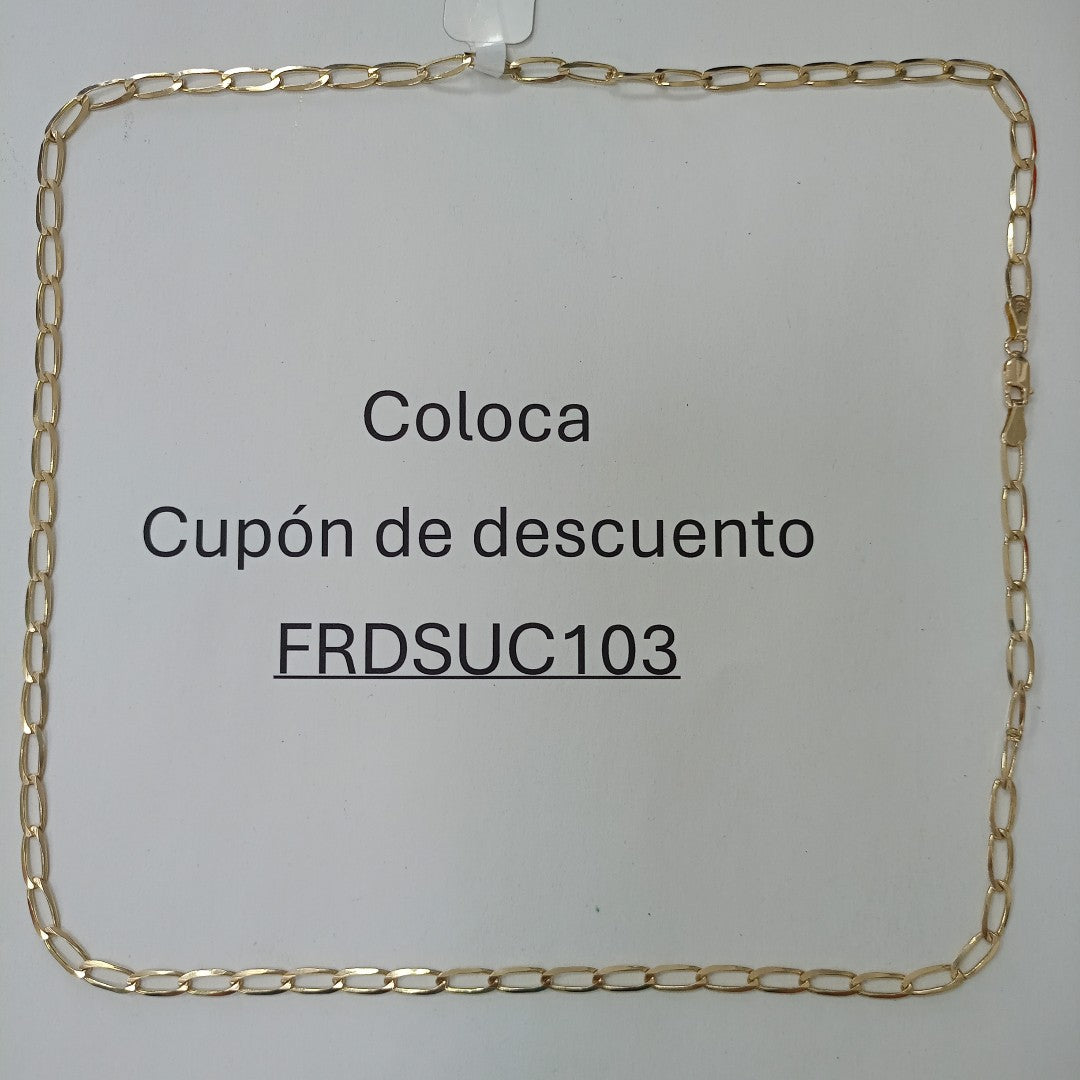 Coloca
Cupón de descuento
FRDSUC103